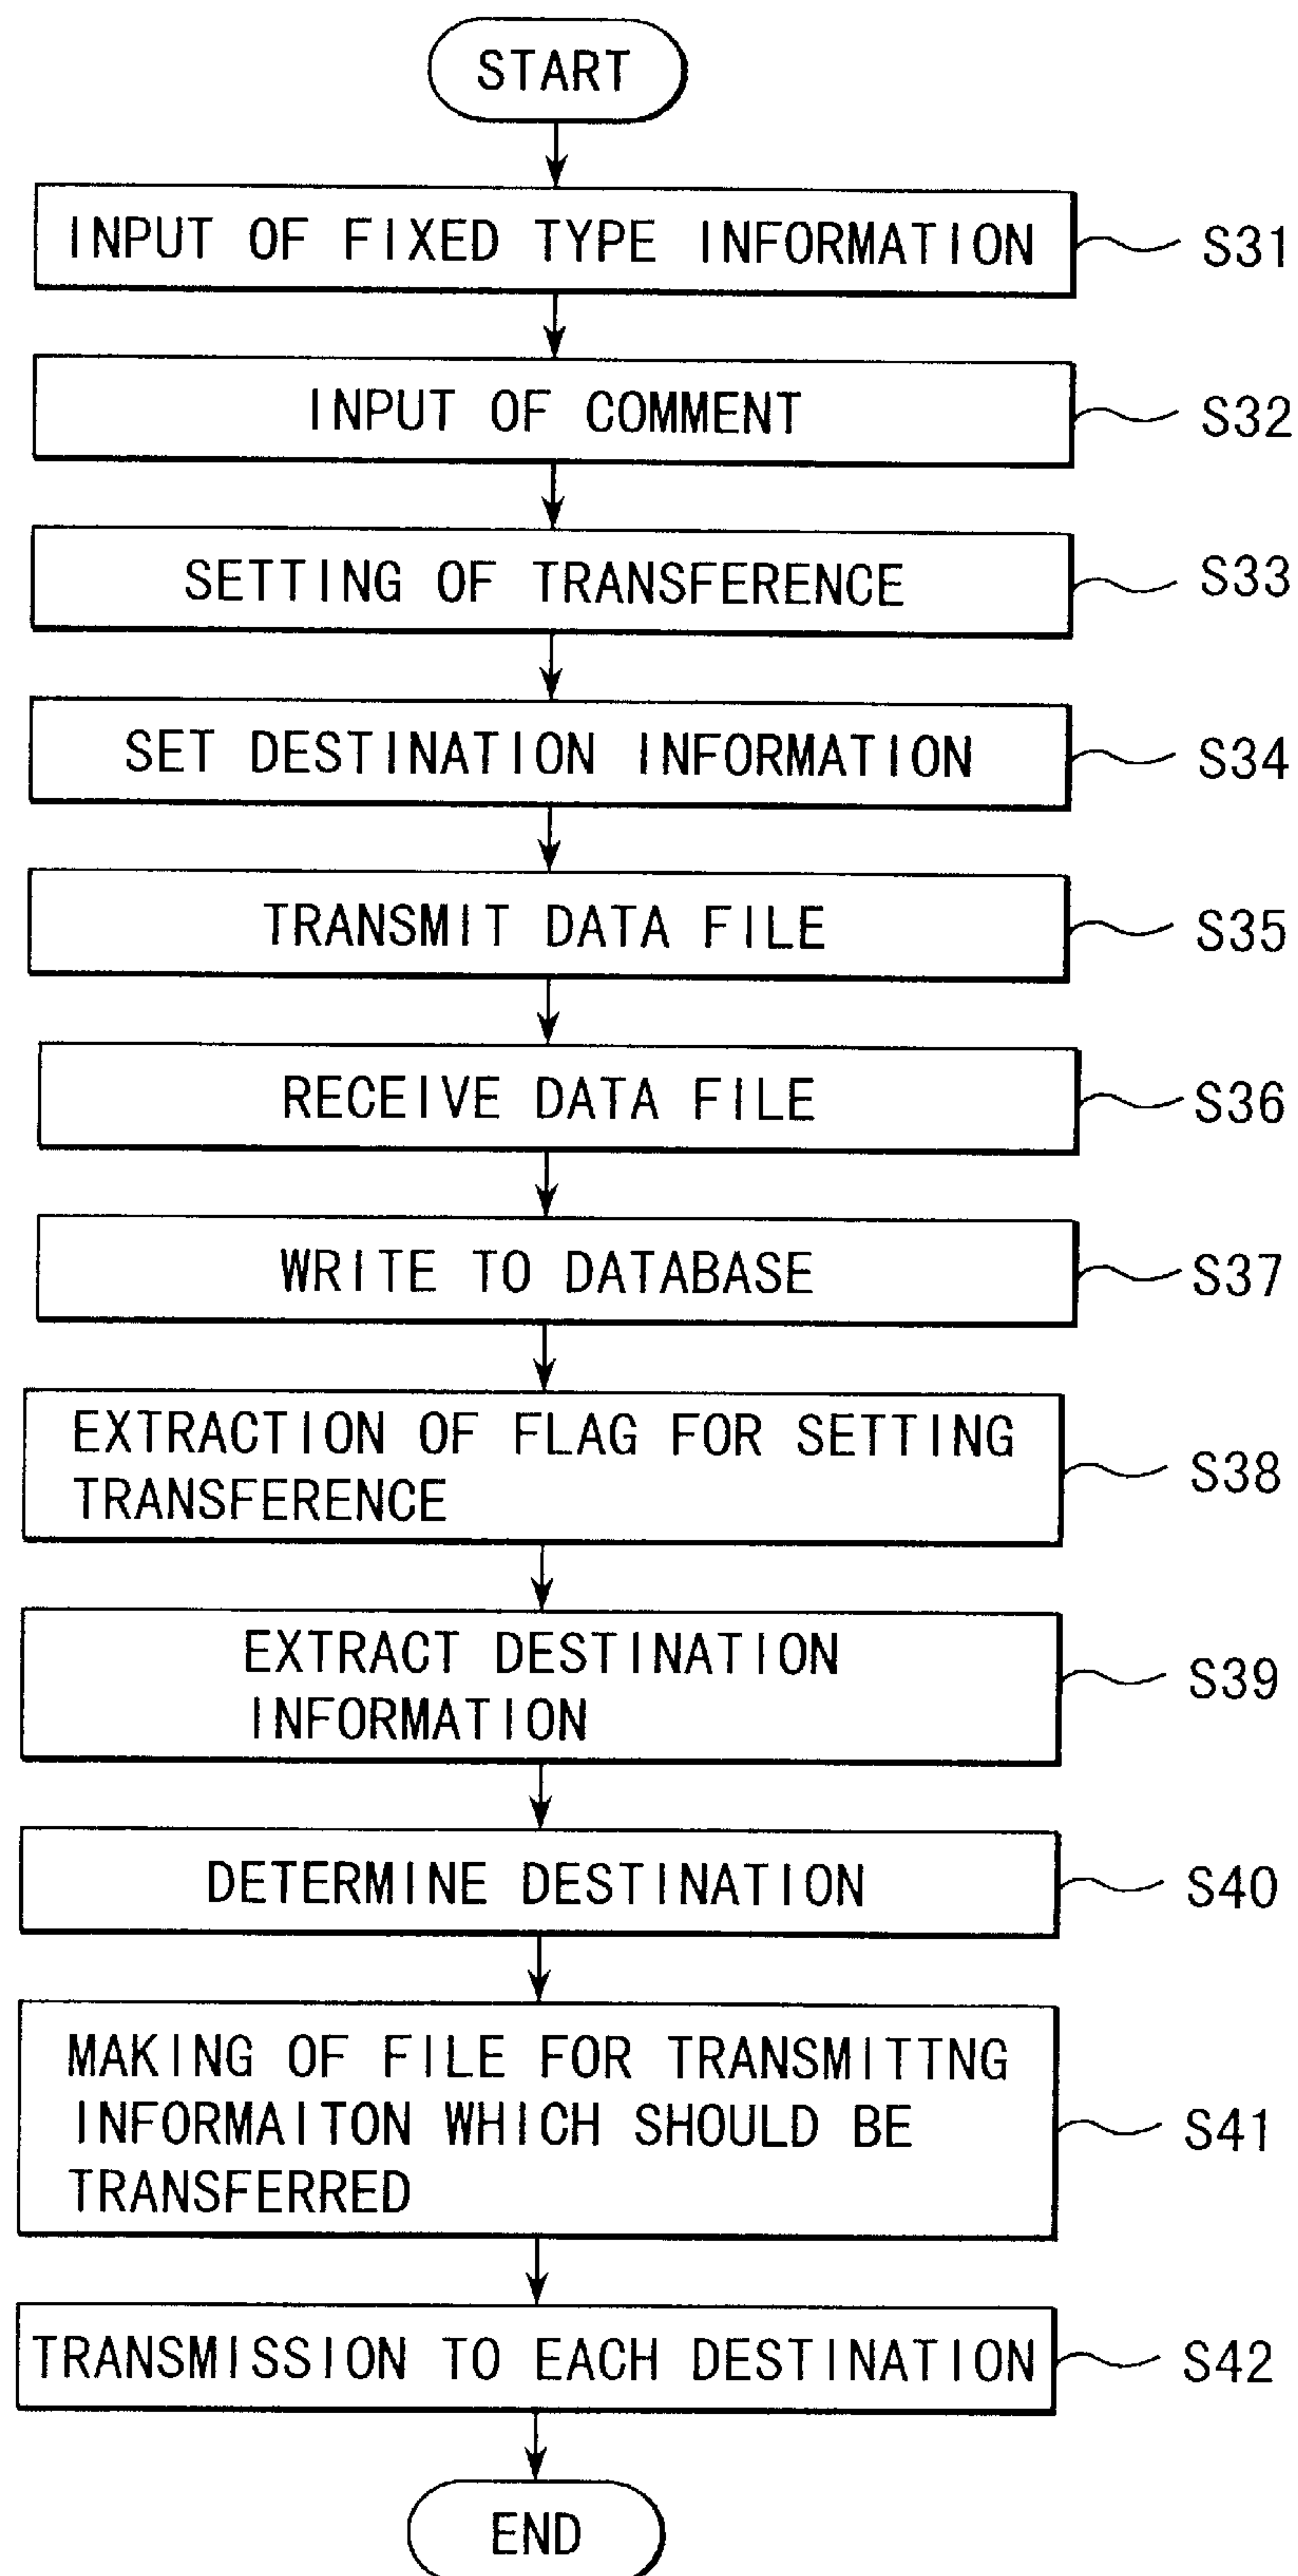 START
INPUT OF FIXED TYPE INFORMATION
S31
INPUT OF COMMENT
S32
SETTING OF TRANSFERENCE
S33
SET DESTINATION INFORMATION
S34
TRANSMIT DATA FILE
S35
RECEIVE DATA FILE
S36
WRITE TO DATABASE
S37
EXTRACTION OF FLAG FOR SETTING
TRANSFERENCE
S38
EXTRACT DESTINATION
INFORMATION
S39
DETERMINE DESTINATION
S40
MAKING OF FILE FOR TRANSMITTNG
INFORMAITON WHICH SHOULD BE
TRANSFERRED
S41
TRANSMISSION TO EACH DESTINATION
S42
END